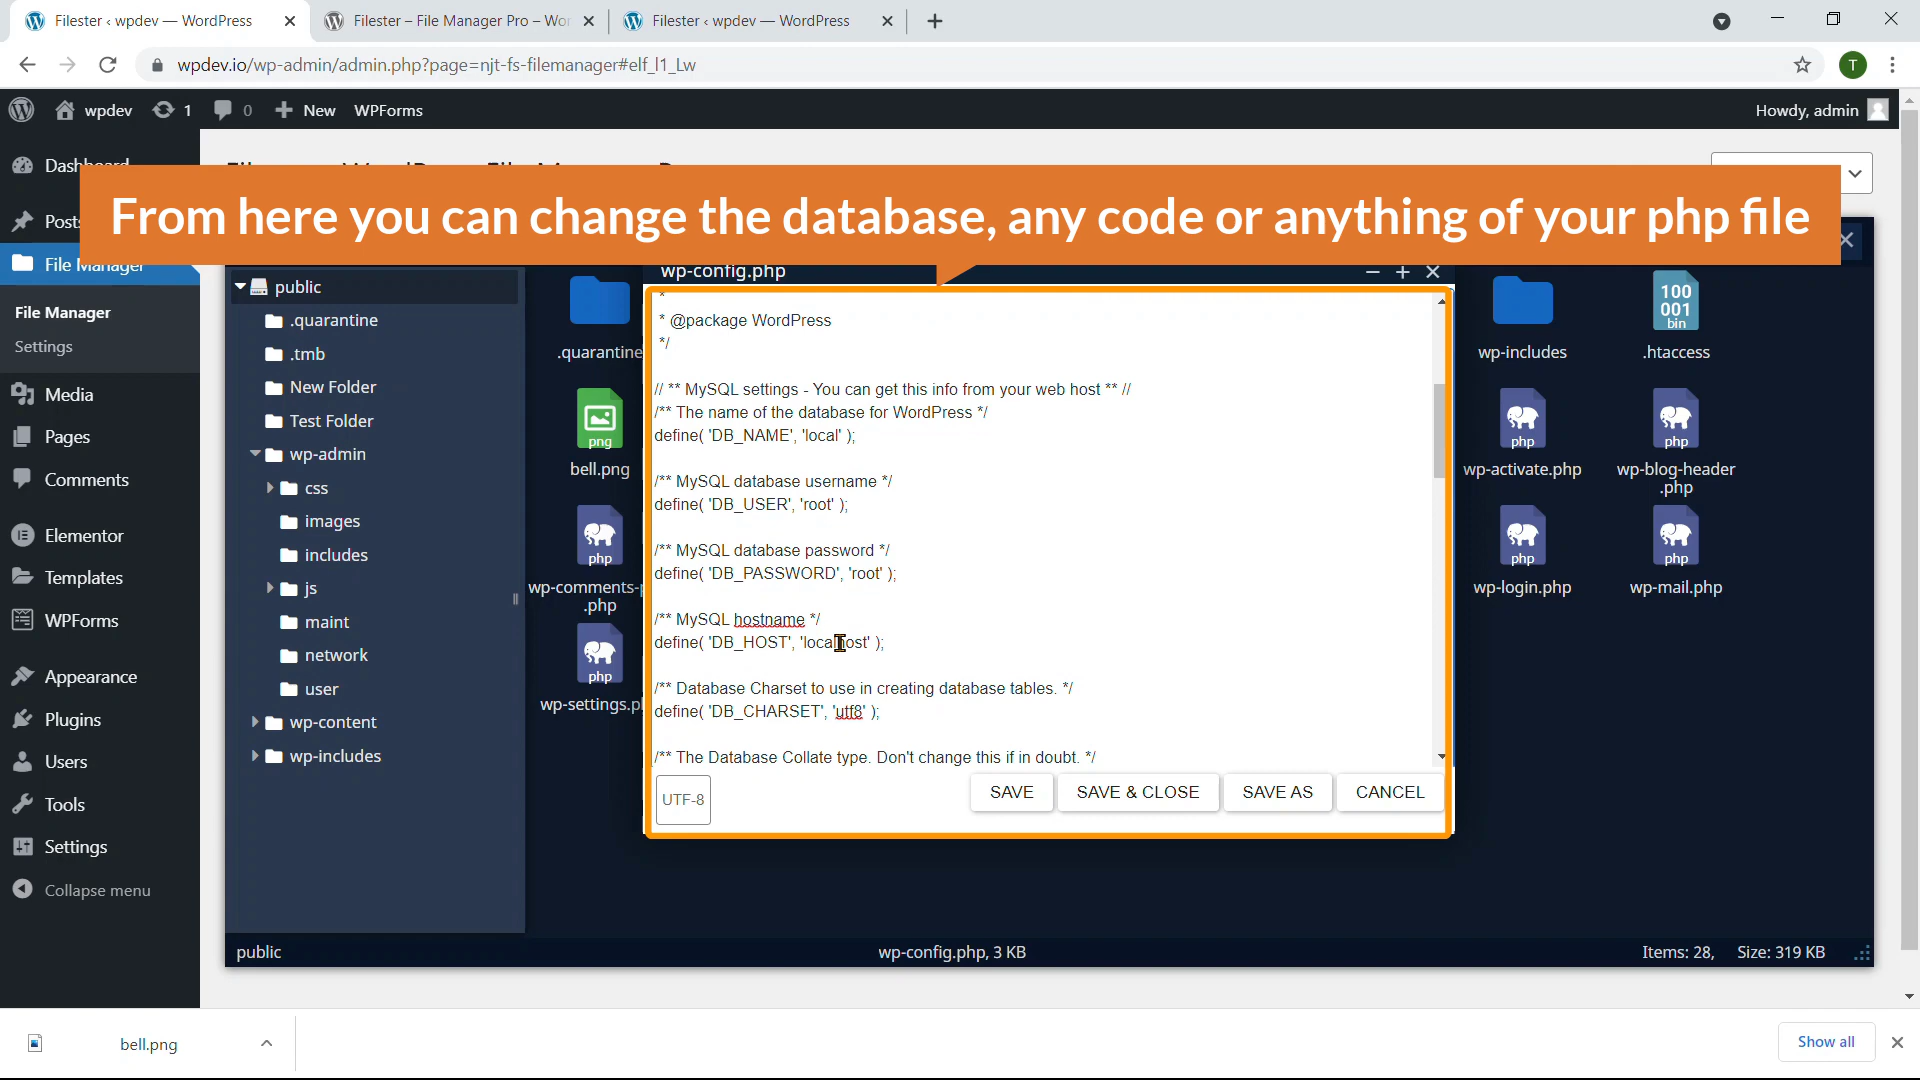 Filester ‹ wpdev — WordPress
Filester – File Manager Pro – Wor
Filester ‹ wpdev — WordPress
wpdev.io/wp-admin/admin.php?page=njt-fs-filemanager#elf_l1_Lw
T
wpdev
1
0
New
WPForms
Howdy, admin
Dashboard
From here you can change the database, any code or anything of your php file
Posts
File Manager
File Manager
Settings
Media
Pages
Comments
Elementor
Templates
WPForms
Appearance
Plugins
Users
Tools
Settings
Collapse menu
public
.quarantine
.tmb
New Folder
Test Folder
wp-admin
css
images
includes
js
maint
network
user
wp-content
wp-includes
.quarantine
png
bell.png
php
wp-comments-
.php
php
wp-settings.p
wp-config.php
*
* @package WordPress
*/
// ** MySQL settings - You can get this info from your web host ** //
/** The name of the database for WordPress */
define( 'DB_NAME', 'local' );
/** MySQL database username */
define( 'DB_USER', 'root' );
/** MySQL database password */
define( 'DB_PASSWORD', 'root' );
/** MySQL hostname */
define( 'DB_HOST', 'localhost' );
/** Database Charset to use in creating database tables. */
define( 'DB_CHARSET', 'utf8' );
/** The Database Collate type. Don't change this if in doubt. */
UTF-8
SAVE
SAVE & CLOSE
SAVE AS
CANCEL
wp-includes
100
001
bin
.htaccess
php
wp-activate.php
php
wp-blog-header
.php
php
wp-login.php
php
wp-mail.php
public
wp-config.php, 3 KB
Items: 28,
Size: 319 KB
bell.png
Show all